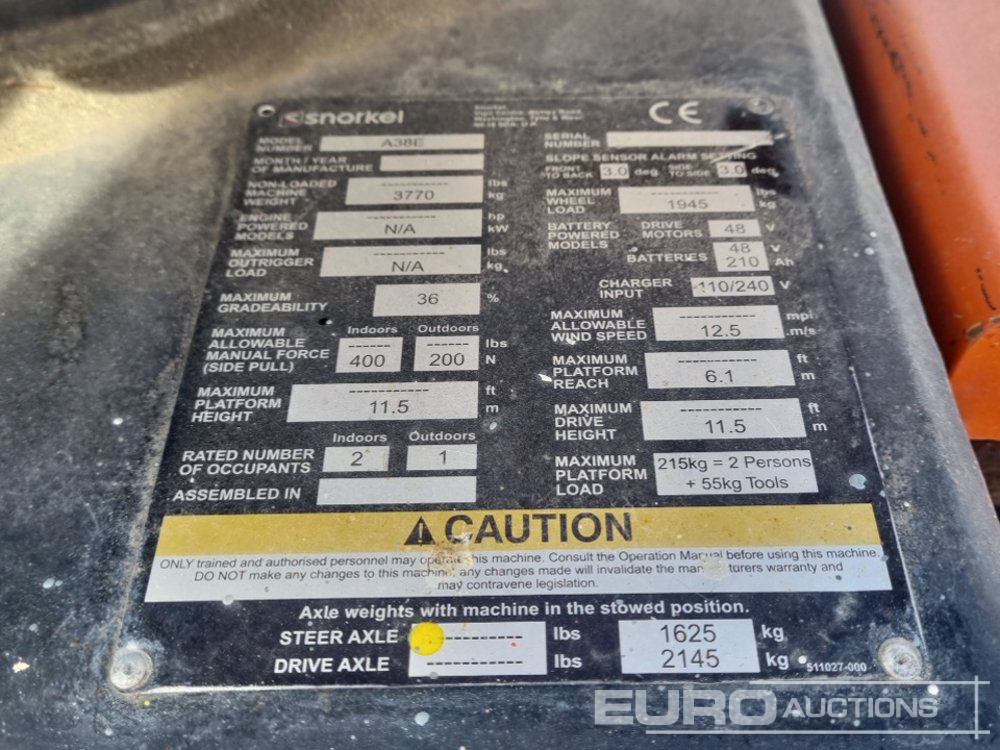 snorkel
Snorkel
Vigo Centre, Birtley Road
Washington, Tyne & Wear
CE
MODEL
NUMBER
A38E
MONTH / YEAR
OF MANUFACTURE
NON-LOADED
MACHINE
WEIGHT
------------ lbs
3770 kg
ENGINE
POWERED
MODELS
------------ hp
N/A kW
MAXIMUM
OUTRIGGER
LOAD
------------ lbs
N/A kg
MAXIMUM
GRADEABILITY
36 %
MAXIMUM
ALLOWABLE
MANUAL FORCE
(SIDE PULL)
Indoors Outdoors
------ ------ lbs
400 200 N
MAXIMUM
PLATFORM
HEIGHT
------------ ft
11.5 m
RATED NUMBER
OF OCCUPANTS
Indoors Outdoors
2 1
ASSEMBLED IN
SERIAL
NUMBER
SLOPE SENSOR ALARM SETTING
FRONT
TO BACK 3.0 deg.
SIDE
TO SIDE 3.0 deg.
MAXIMUM
WHEEL
LOAD
------------ lbs
1945 kg
BATTERY
POWERED
MODELS
DRIVE
MOTORS 48 V
BATTERIES
48 V
210 Ah
CHARGER
INPUT 110/240 V
MAXIMUM
ALLOWABLE
WIND SPEED
------------ mph
12.5 m/s
MAXIMUM
PLATFORM
REACH
------------ ft
6.1 m
MAXIMUM
DRIVE
HEIGHT
------------ ft
11.5 m
MAXIMUM
PLATFORM
LOAD
215kg = 2 Persons
+ 55kg Tools
CAUTION
ONLY trained and authorised personnel may operate this machine. Consult the Operation Manual before using this machine.
DO NOT make any changes to this machine, any changes made will invalidate the manufacturers warranty and
may contravene legislation.
Axle weights with machine in the stowed position.
STEER AXLE ------------ lbs 1625 kg
DRIVE AXLE ------------ lbs 2145 kg
511027-000
EURO AUCTIONS